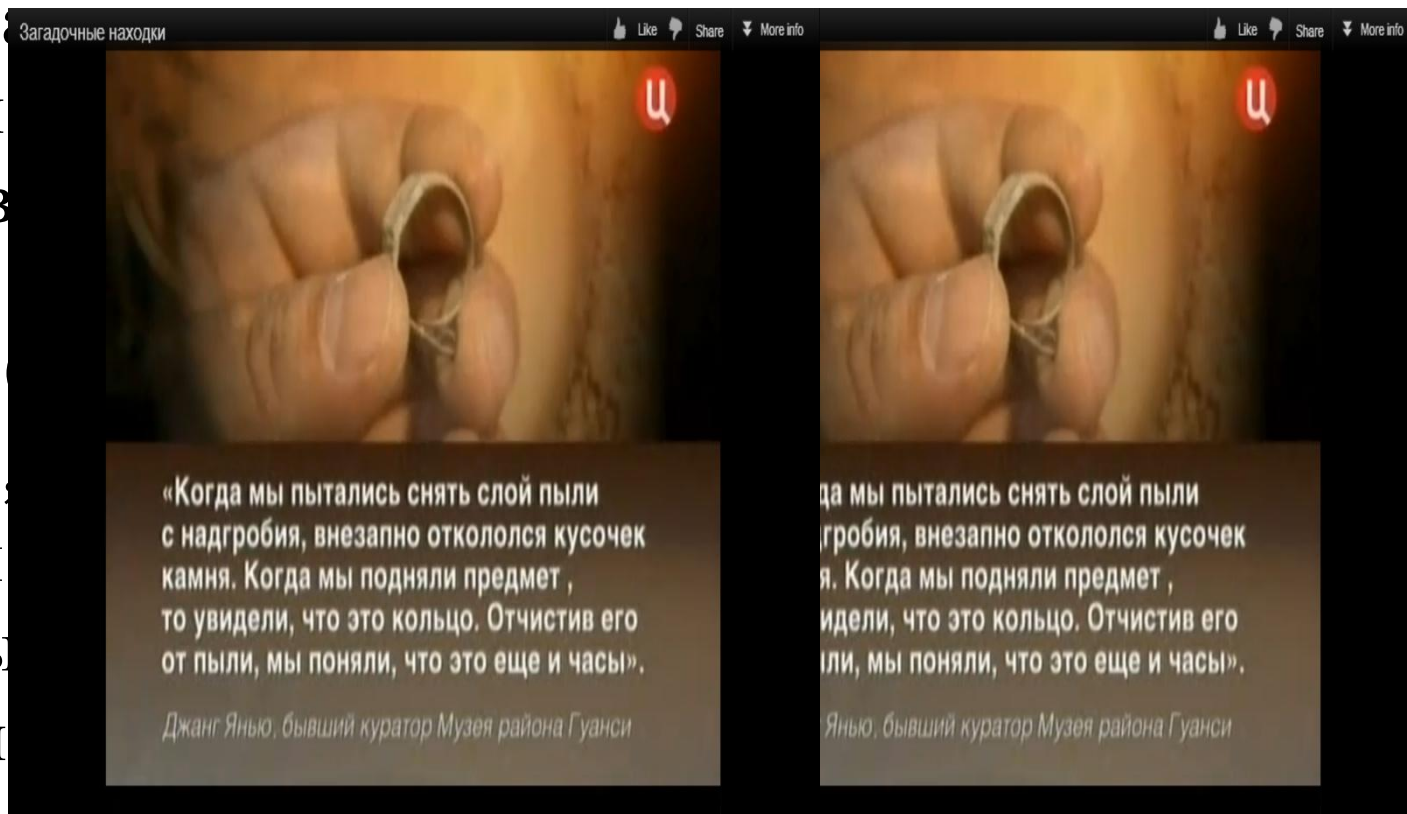 Загадочные находки
Like Share More info
Like Share More info
Ц
Ц
«Когда мы пытались снять слой пыли
с надгробия, внезапно откололся кусочек
камня. Когда мы подняли предмет ,
то увидели, что это кольцо. Отчистив его
от пыли, мы поняли, что это еще и часы».
Джанг Янью, бывший куратор Музея района Гуанси
да мы пытались снять слой пыли
гробия, внезапно откололся кусочек
я. Когда мы подняли предмет ,
идели, что это кольцо. Отчистив его
ли, мы поняли, что это еще и часы».
Янью, бывший куратор Музея района Гуанси